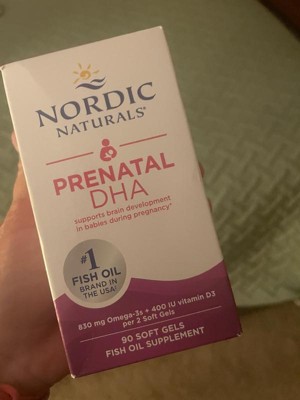 NORDIC
NATURALS®
PRENATAL
DHA
supports brain development
in babies during pregnancy*
#1
FISH OIL
BRAND IN
THE USA‡
830 mg Omega-3s + 400 IU vitamin D3
per 2 Soft Gels
90 SOFT GELS
FISH OIL SUPPLEMENT